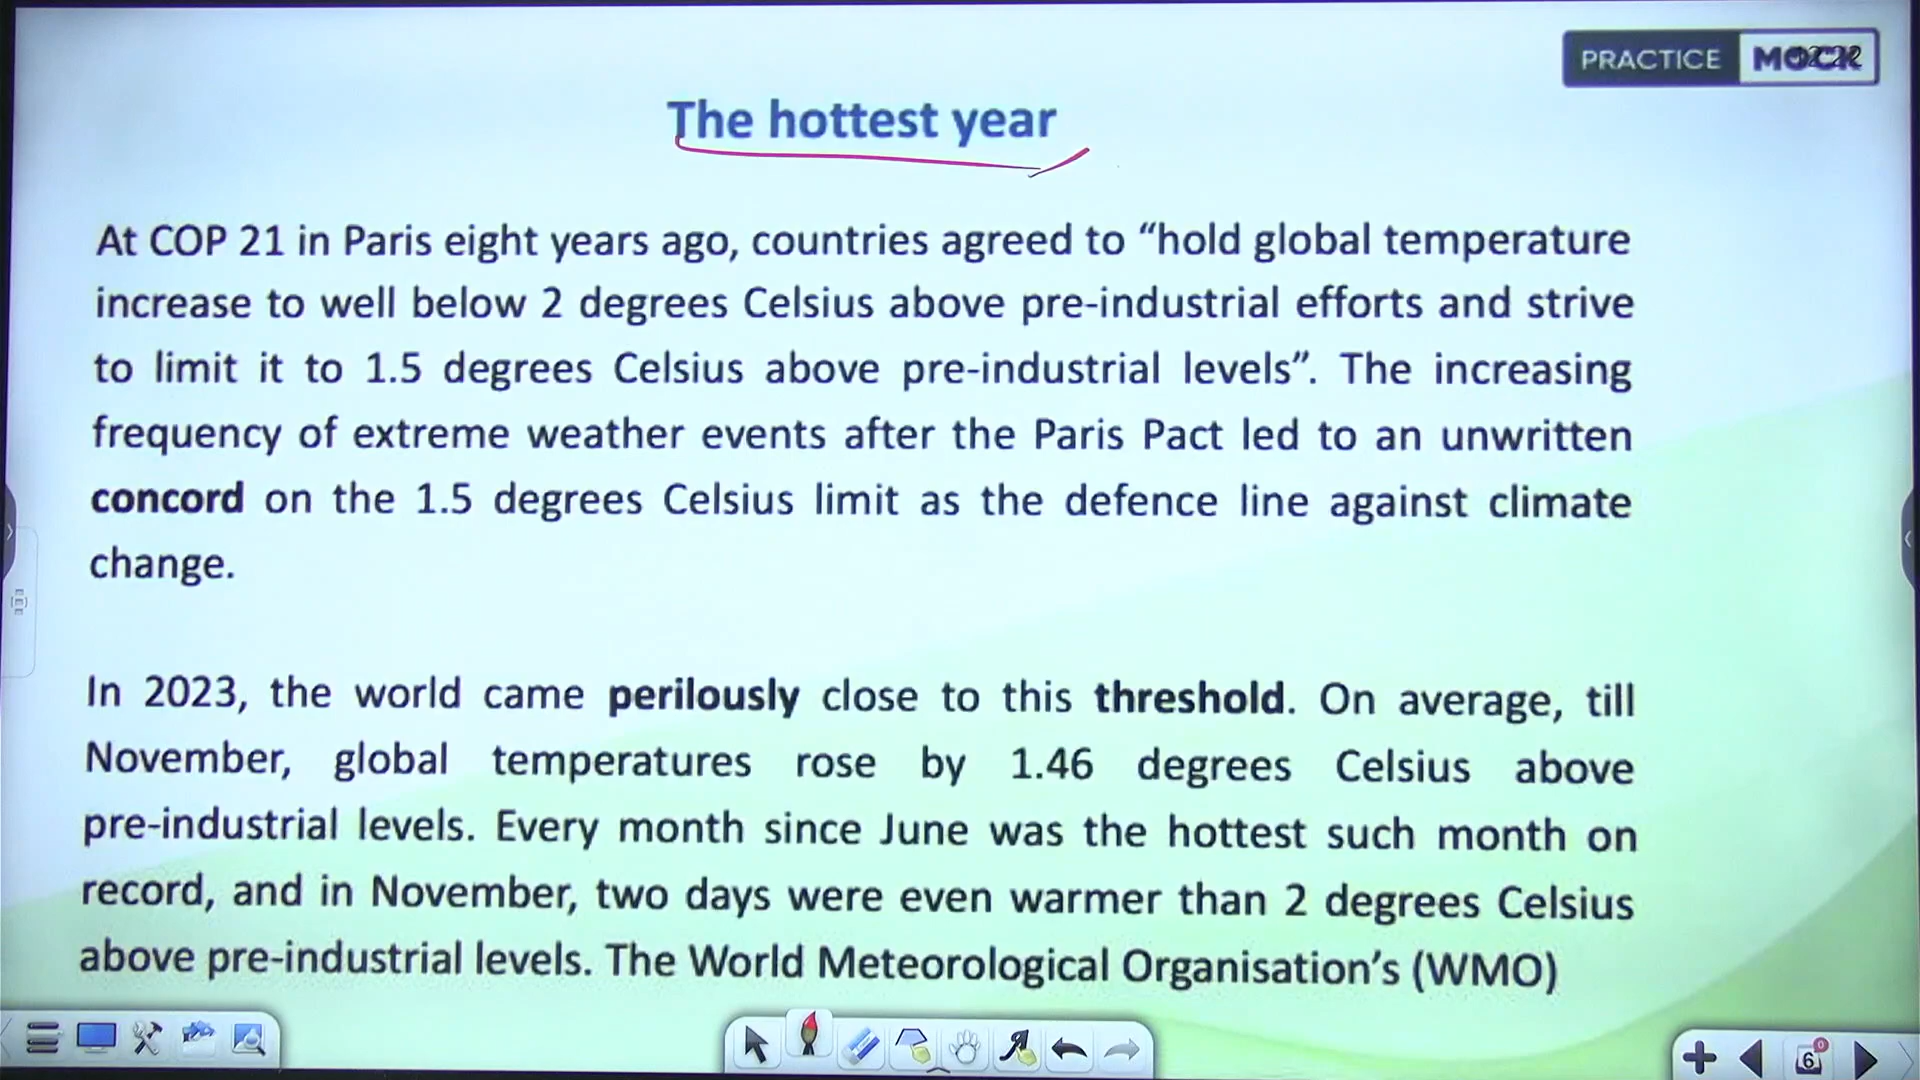 PRACTICE MOCK
The hottest year
At COP 21 in Paris eight years ago, countries agreed to “hold global temperature
increase to well below 2 degrees Celsius above pre-industrial efforts and strive
to limit it to 1.5 degrees Celsius above pre-industrial levels”. The increasing
frequency of extreme weather events after the Paris Pact led to an unwritten
concord on the 1.5 degrees Celsius limit as the defence line against climate
change.
In 2023, the world came perilously close to this threshold. On average, till
November, global temperatures rose by 1.46 degrees Celsius above
pre-industrial levels. Every month since June was the hottest such month on
record, and in November, two days were even warmer than 2 degrees Celsius
above pre-industrial levels. The World Meteorological Organisation’s (WMO)
6
0